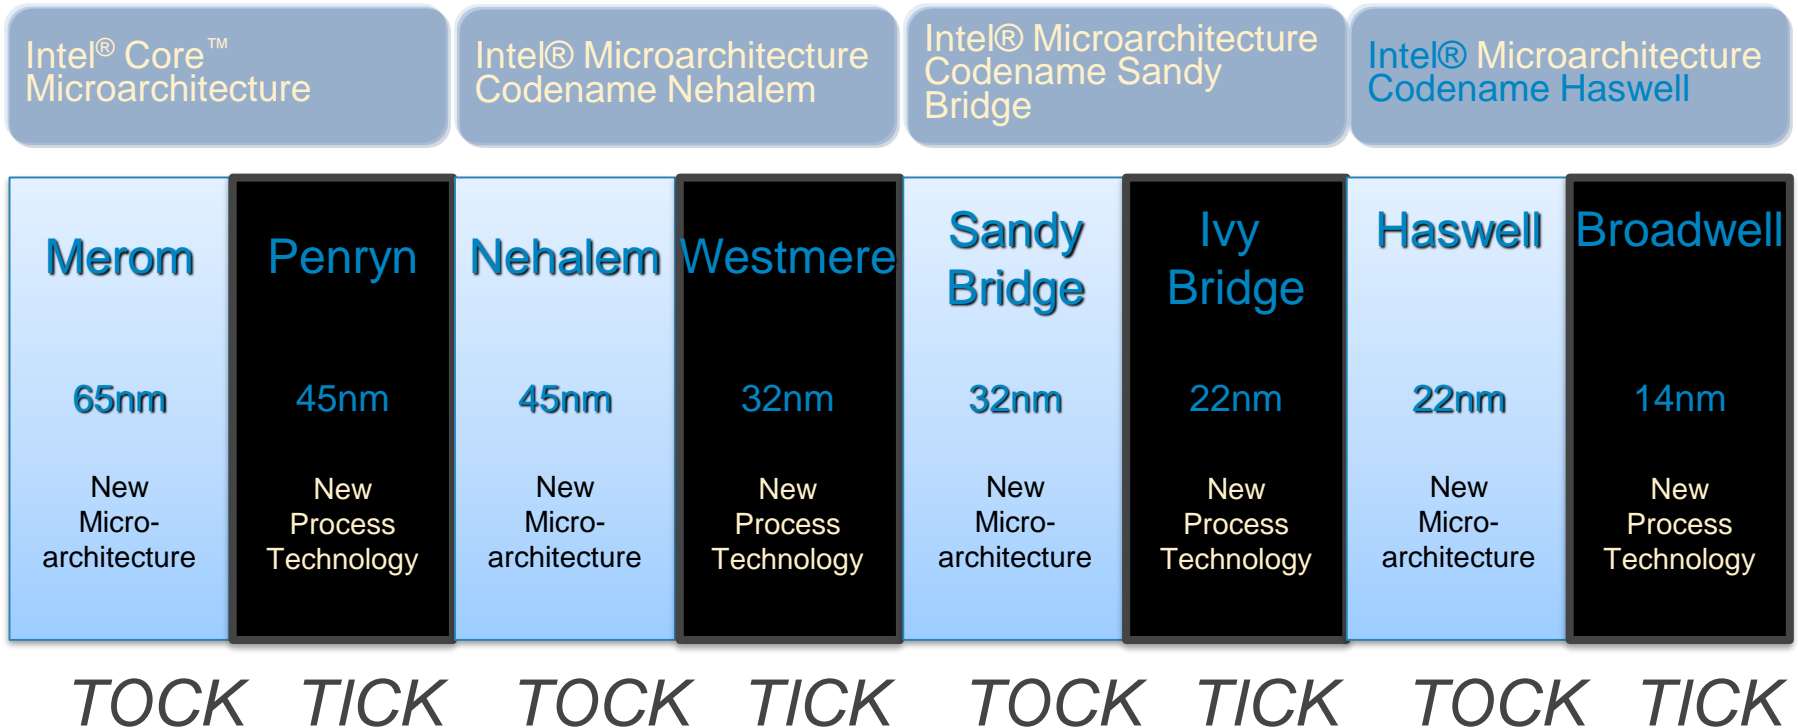 Intel® Core™
Microarchitecture
Intel® Microarchitecture
Codename Nehalem
Intel® Microarchitecture
Codename Sandy
Bridge
Intel® Microarchitecture
Codename Haswell
Merom
65nm
New
Micro-
architecture
Penryn
45nm
New
Process
Technology
Nehalem
45nm
New
Micro-
architecture
Westmere
32nm
New
Process
Technology
Sandy
Bridge
32nm
New
Micro-
architecture
Ivy
Bridge
22nm
New
Process
Technology
Haswell
22nm
New
Micro-
architecture
Broadwell
14nm
New
Process
Technology
TOCK TICK TOCK TICK TOCK TICK TOCK TICK